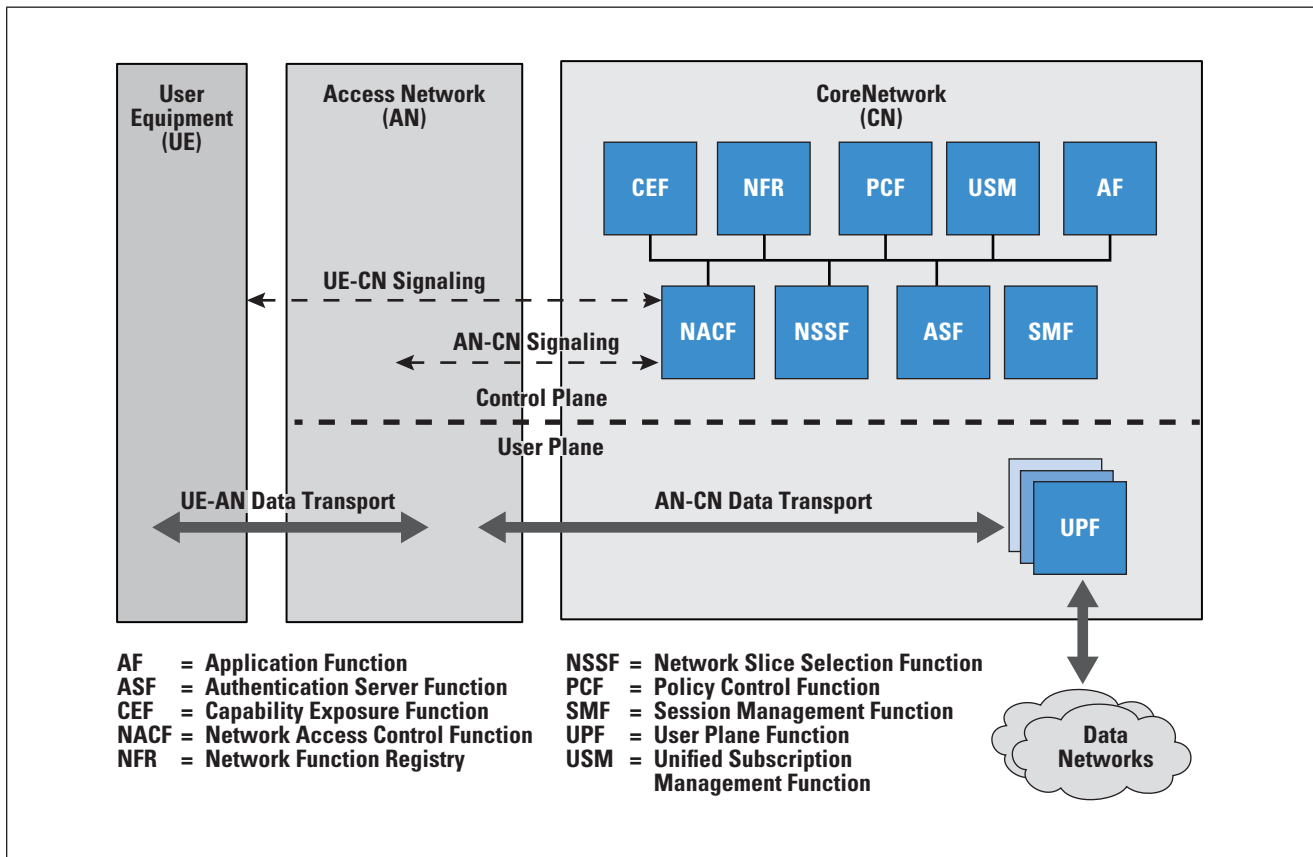 User
Equipment
(UE)
Access Network
(AN)
CoreNetwork
(CN)
CEF
NFR
PCF
USM
AF
UE-CN Signaling
NACF
NSSF
ASF
SMF
AN-CN Signaling
Control Plane
User Plane
UE-AN Data Transport
AN-CN Data Transport
UPF
AF = Application Function
ASF = Authentication Server Function
CEF = Capability Exposure Function
NACF = Network Access Control Function
NFR = Network Function Registry
NSSF = Network Slice Selection Function
PCF = Policy Control Function
SMF = Session Management Function
UPF = User Plane Function
USM = Unified Subscription
Management Function
Data
Networks